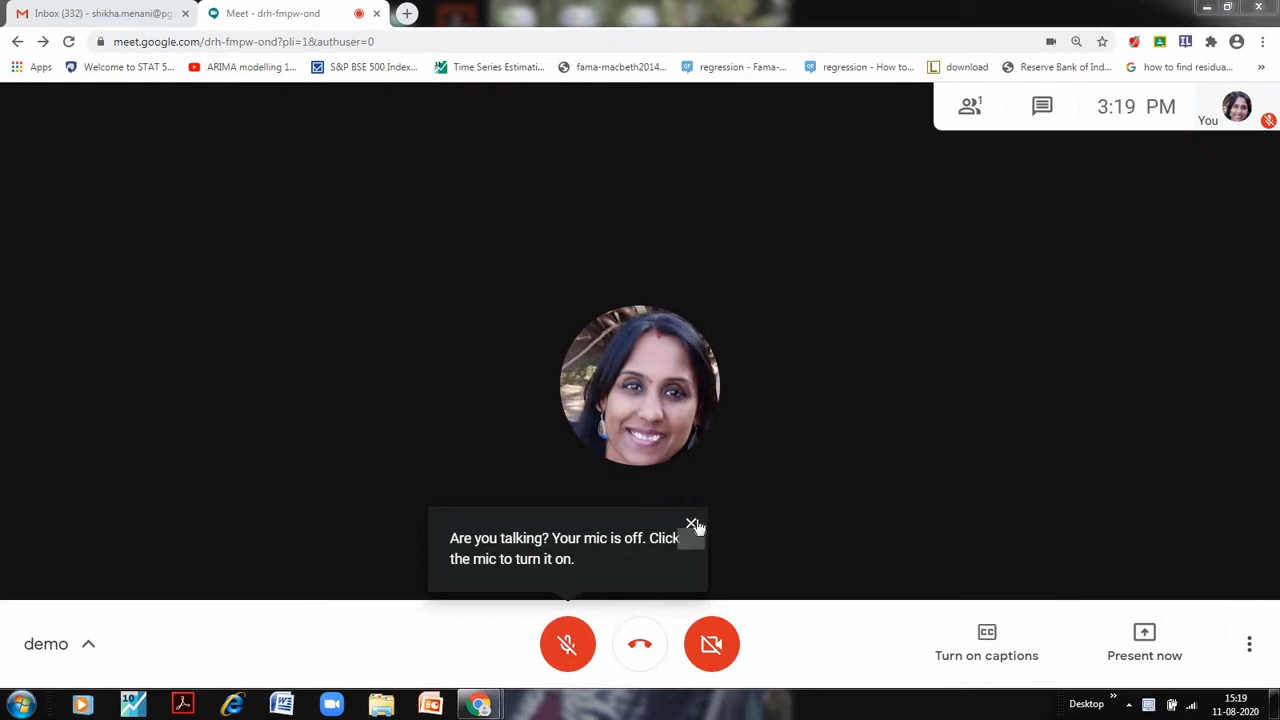 Inbox (332) - shikha.menani@pg
Meet - drh-fmpw-ond
meet.google.com/drh-fmpw-ond?pli=1&authuser=0
Apps
Welcome to STAT 5...
ARIMA modelling 1...
S&P BSE 500 Index...
Time Series Estimati...
fama-macbeth2014...
regression - Fama-...
regression - How to...
download
Reserve Bank of Ind...
how to find residua...
»
1
3:19 PM
You
Are you talking? Your mic is off. Click
the mic to turn it on.
demo
CC
Turn on captions
Present now
Desktop
»
15:19
11-08-2020